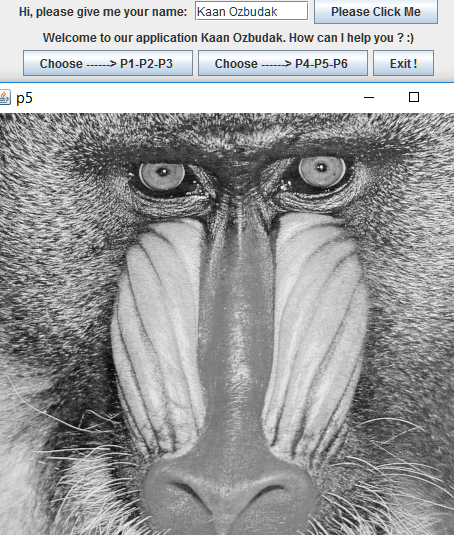 Hi, please give me your name: Kaan Ozbudak Please Click Me
Welcome to our application Kaan Ozbudak. How can I help you ? :)
Choose ------> P1-P2-P3 Choose ------> P4-P5-P6 Exit !
p5